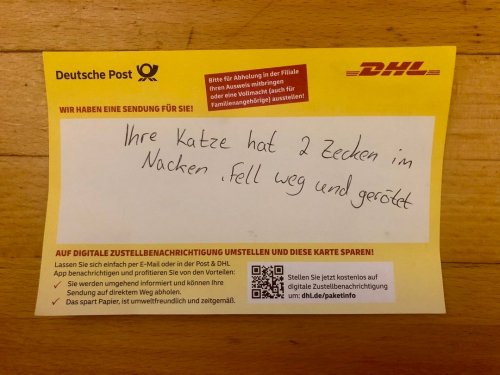 Deutsche Post
Bitte für Abholung in der Filiale
Ihren Ausweis mitbringen
oder eine Vollmacht (auch für
Familienangehörige) ausstellen!
DHL
WIR HABEN EINE SENDUNG FÜR SIE!
Ihre Katze hat 2 Zecken im
Nacken, Fell weg und gerötet
AUF DIGITALE ZUSTELLBENACHRICHTIGUNG UMSTELLEN UND DIESE KARTE SPAREN!
Lassen Sie sich einfach per E-Mail oder in der Post & DHL
App benachrichtigen und profitieren Sie von den Vorteilen:
✓ Sie werden umgehend informiert und können Ihre
Sendung auf direktem Weg abholen.
✓ Das spart Papier, ist umweltfreundlich und zeitgemäß.
Stellen Sie jetzt kostenlos auf
digitale Zustellbenachrichtigung
um: dhl.de/paketinfo